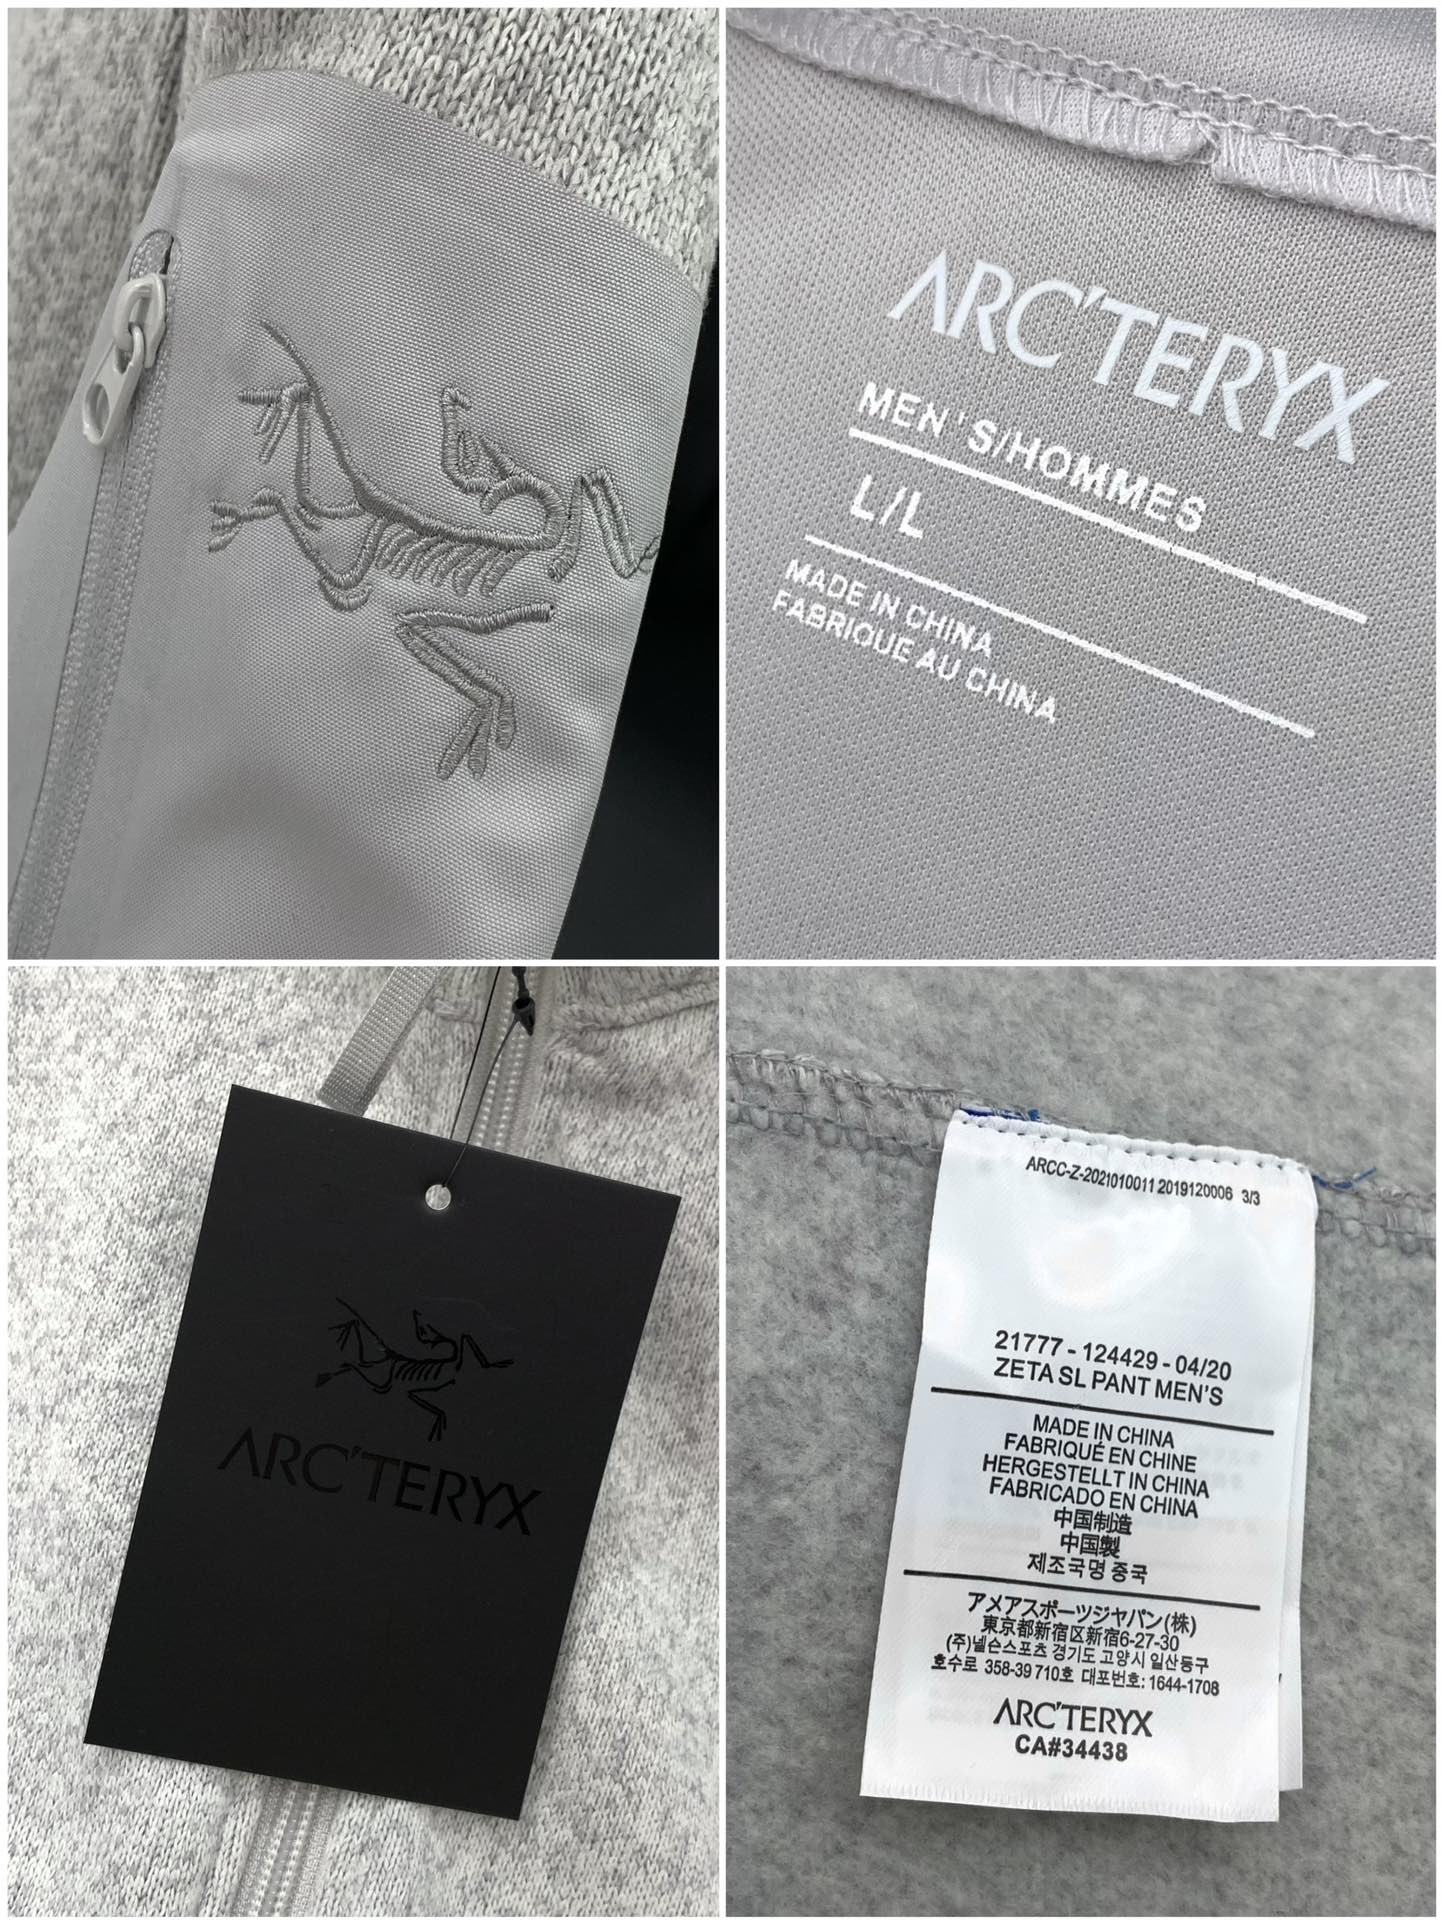 ARC'TERYX
MEN'S/HOMMES
L/L
MADE IN CHINA
FABRIQUE AU CHINA
ARC'TERYX
ARCC-Z-2021010011 2019120006 3/3
21777 - 124429 - 04/20
ZETA SL PANT MEN'S
MADE IN CHINA
FABRIQUÉ EN CHINE
HERGESTELLT IN CHINA
FABRICADO EN CHINA
中国制造
中国製
제조국명 중국
アメアスポーツジャパン(株)
東京都新宿区新宿6-27-30
(주)넬슨스포츠 경기도 고양시 일산동구
호수로 358-39 710호 대포번호: 1644-1708
ARC'TERYX
CA#34438